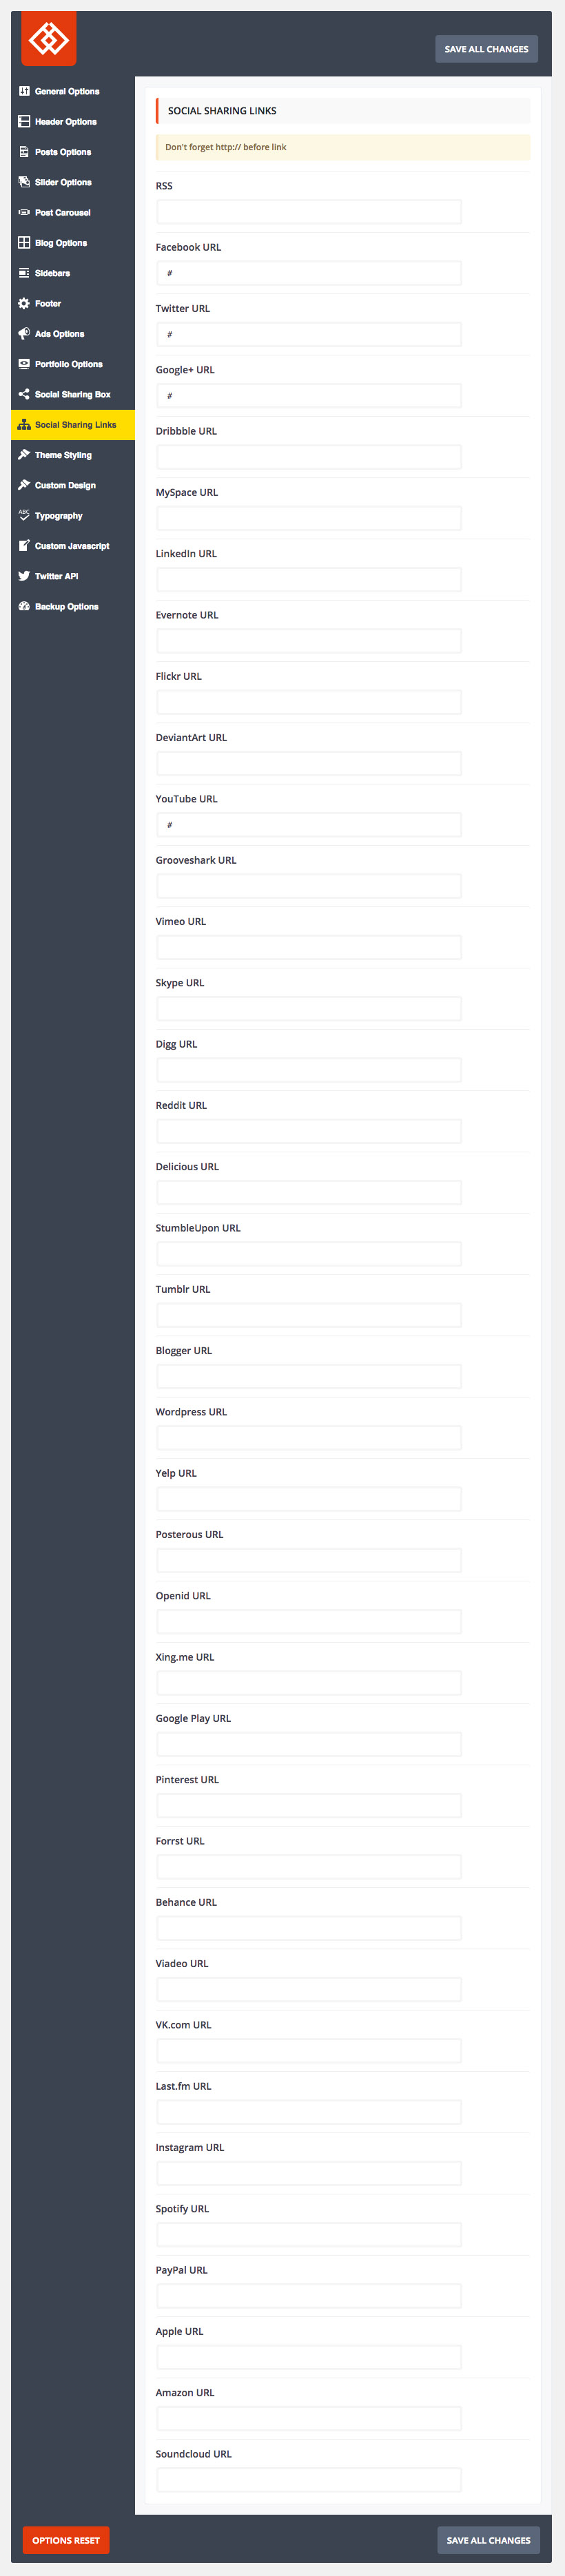 SAVE ALL CHANGES
General Options
Header Options
Posts Options
Slider Options
Post Carousel
Blog Options
Sidebars
Footer
Ads Options
Portfolio Options
Social Sharing Box
Social Sharing Links
Theme Styling
Custom Design
ABC
Typography
Custom Javascript
Twitter API
Backup Options
SOCIAL SHARING LINKS
Don't forget http:// before link
RSS
Facebook URL
#
Twitter URL
#
Google+ URL
#
Dribbble URL
MySpace URL
LinkedIn URL
Evernote URL
Flickr URL
DeviantArt URL
YouTube URL
#
Grooveshark URL
Vimeo URL
Skype URL
Digg URL
Reddit URL
Delicious URL
StumbleUpon URL
Tumblr URL
Blogger URL
Wordpress URL
Yelp URL
Posterous URL
Openid URL
Xing.me URL
Google Play URL
Pinterest URL
Forrst URL
Behance URL
Viadeo URL
VK.com URL
Last.fm URL
Instagram URL
Spotify URL
PayPal URL
Apple URL
Amazon URL
Soundcloud URL
OPTIONS RESET
SAVE ALL CHANGES